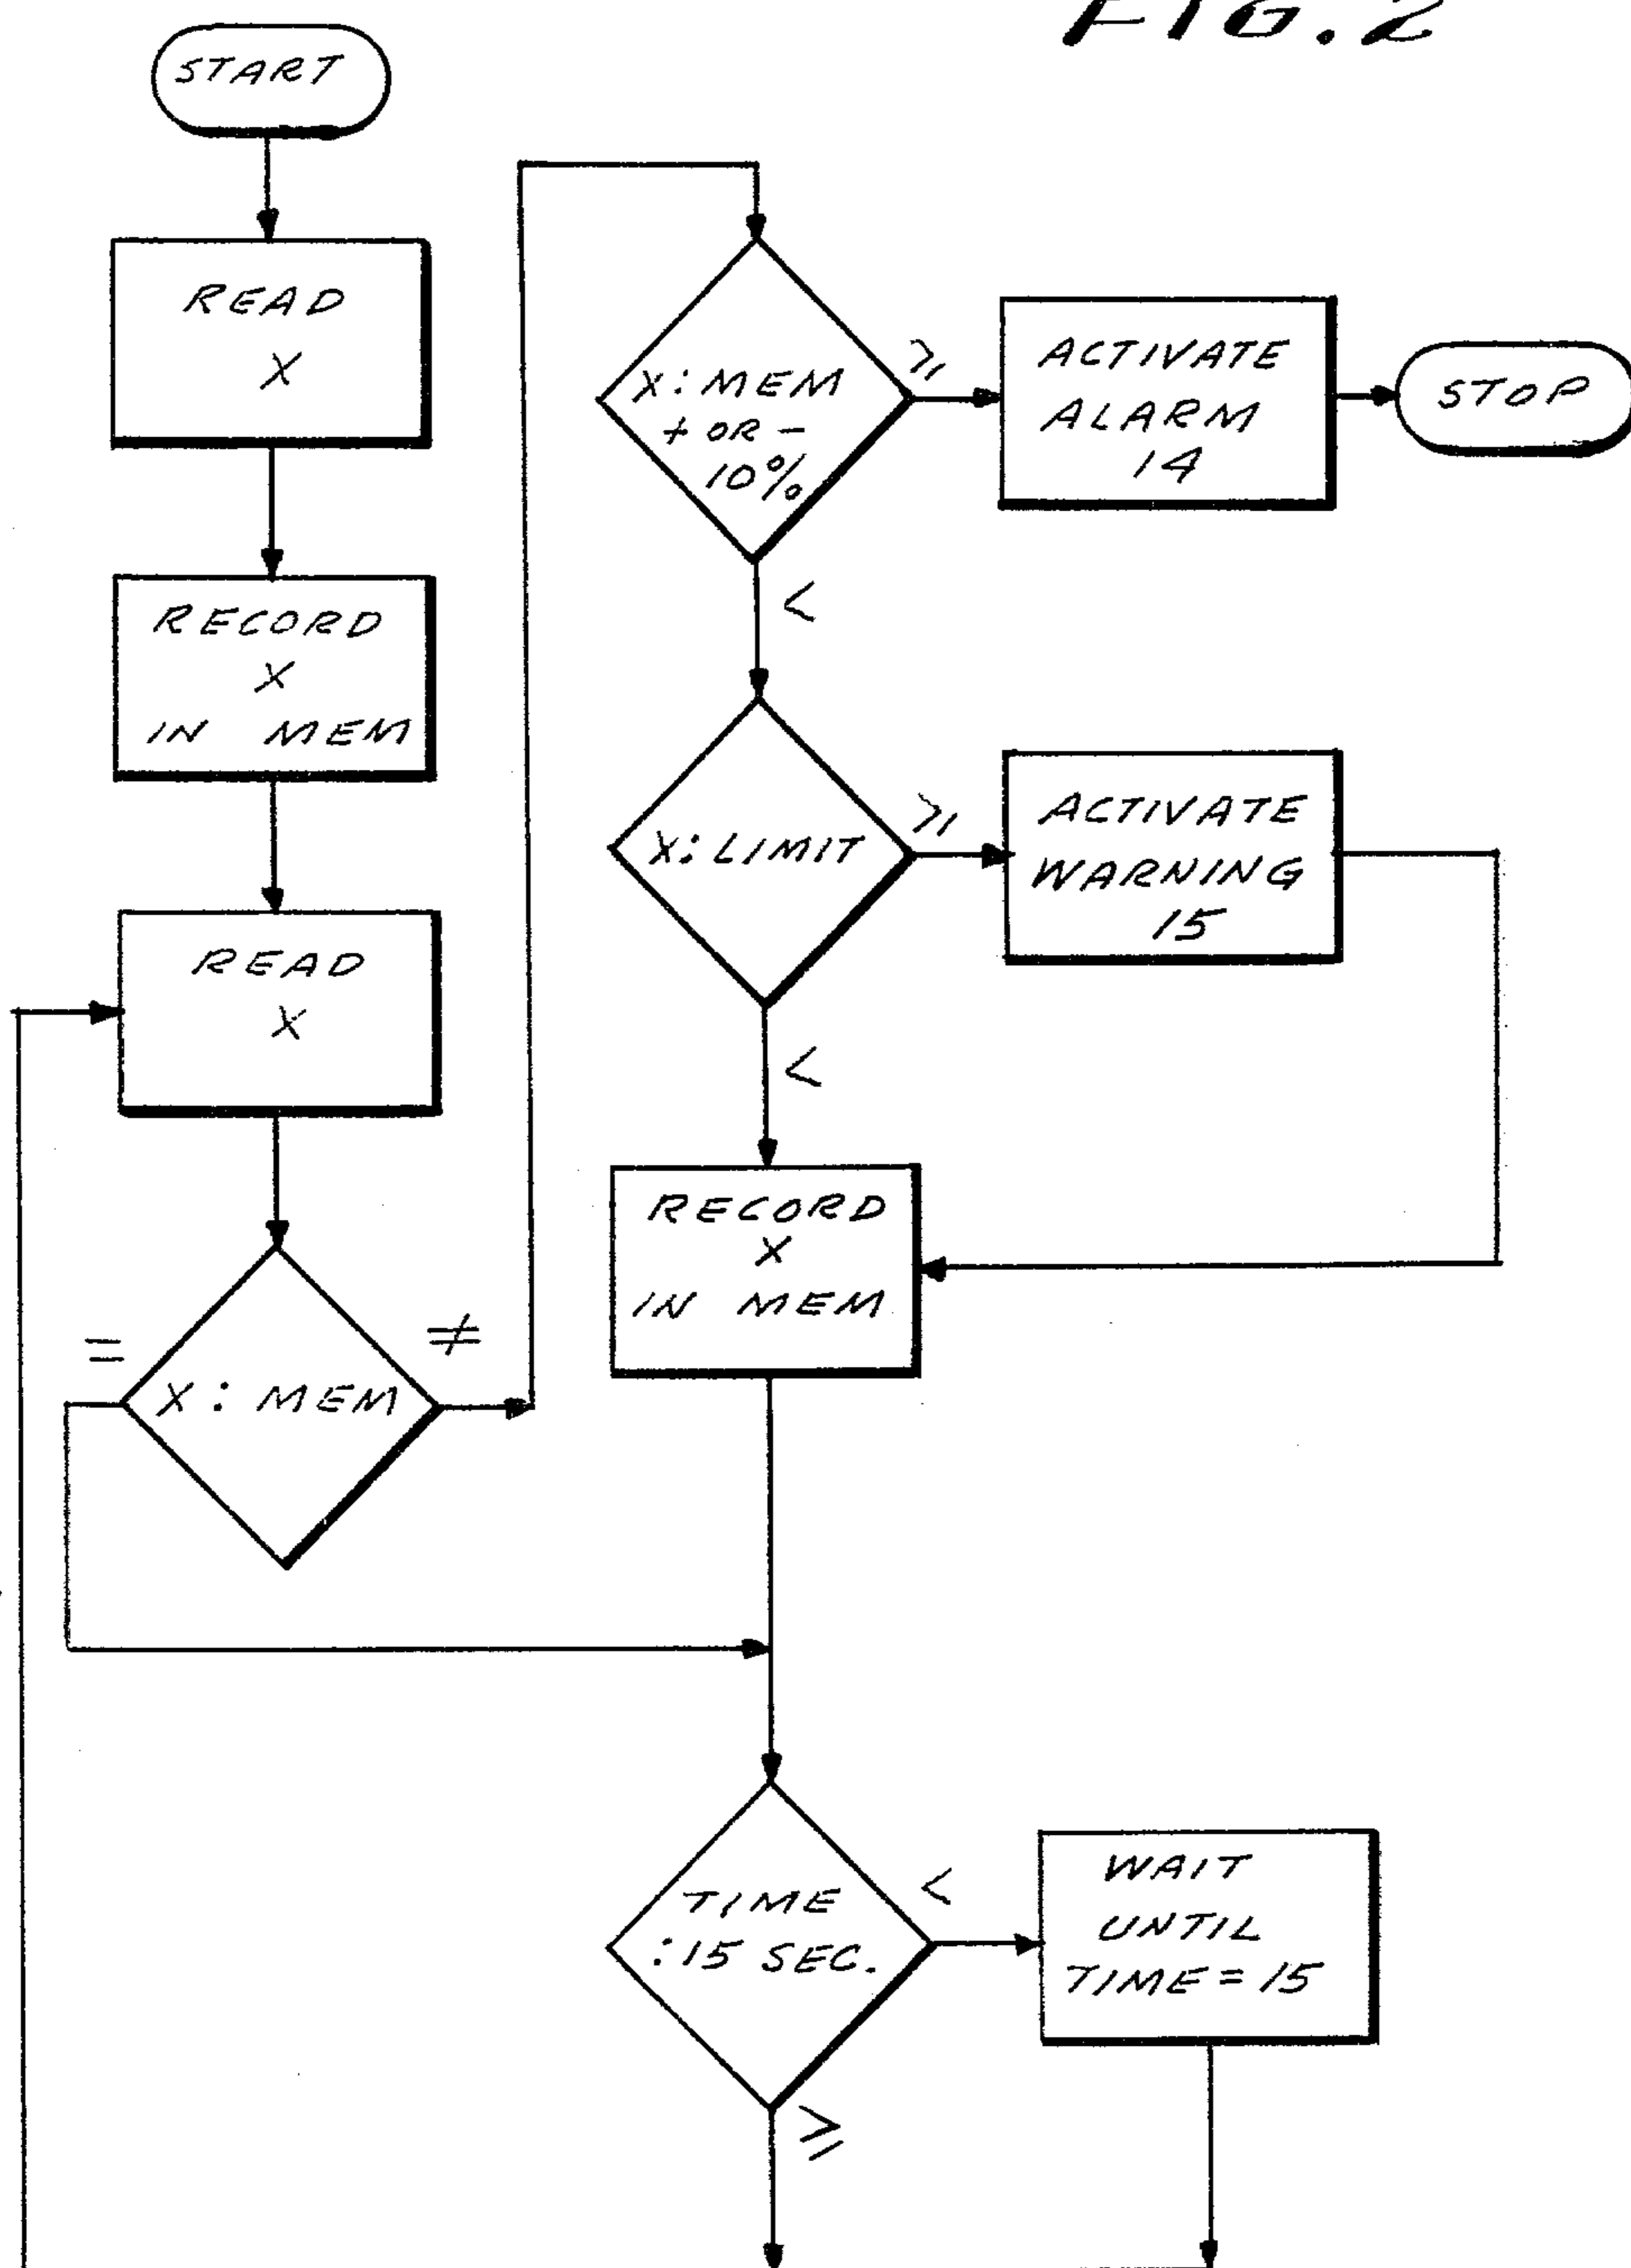 FIG. 2
START
READ
X
RECORD
X
IN MEM
READ
X
=
≠
X : MEM
X: MEM
+ OR -
10%
≥
<
ACTIVATE
ALARM
14
STOP
X: LIMIT
≥
<
ACTIVATE
WARNING
15
RECORD
X
IN MEM
TIME
:15 SEC.
<
≥
WAIT
UNTIL
TIME = 15